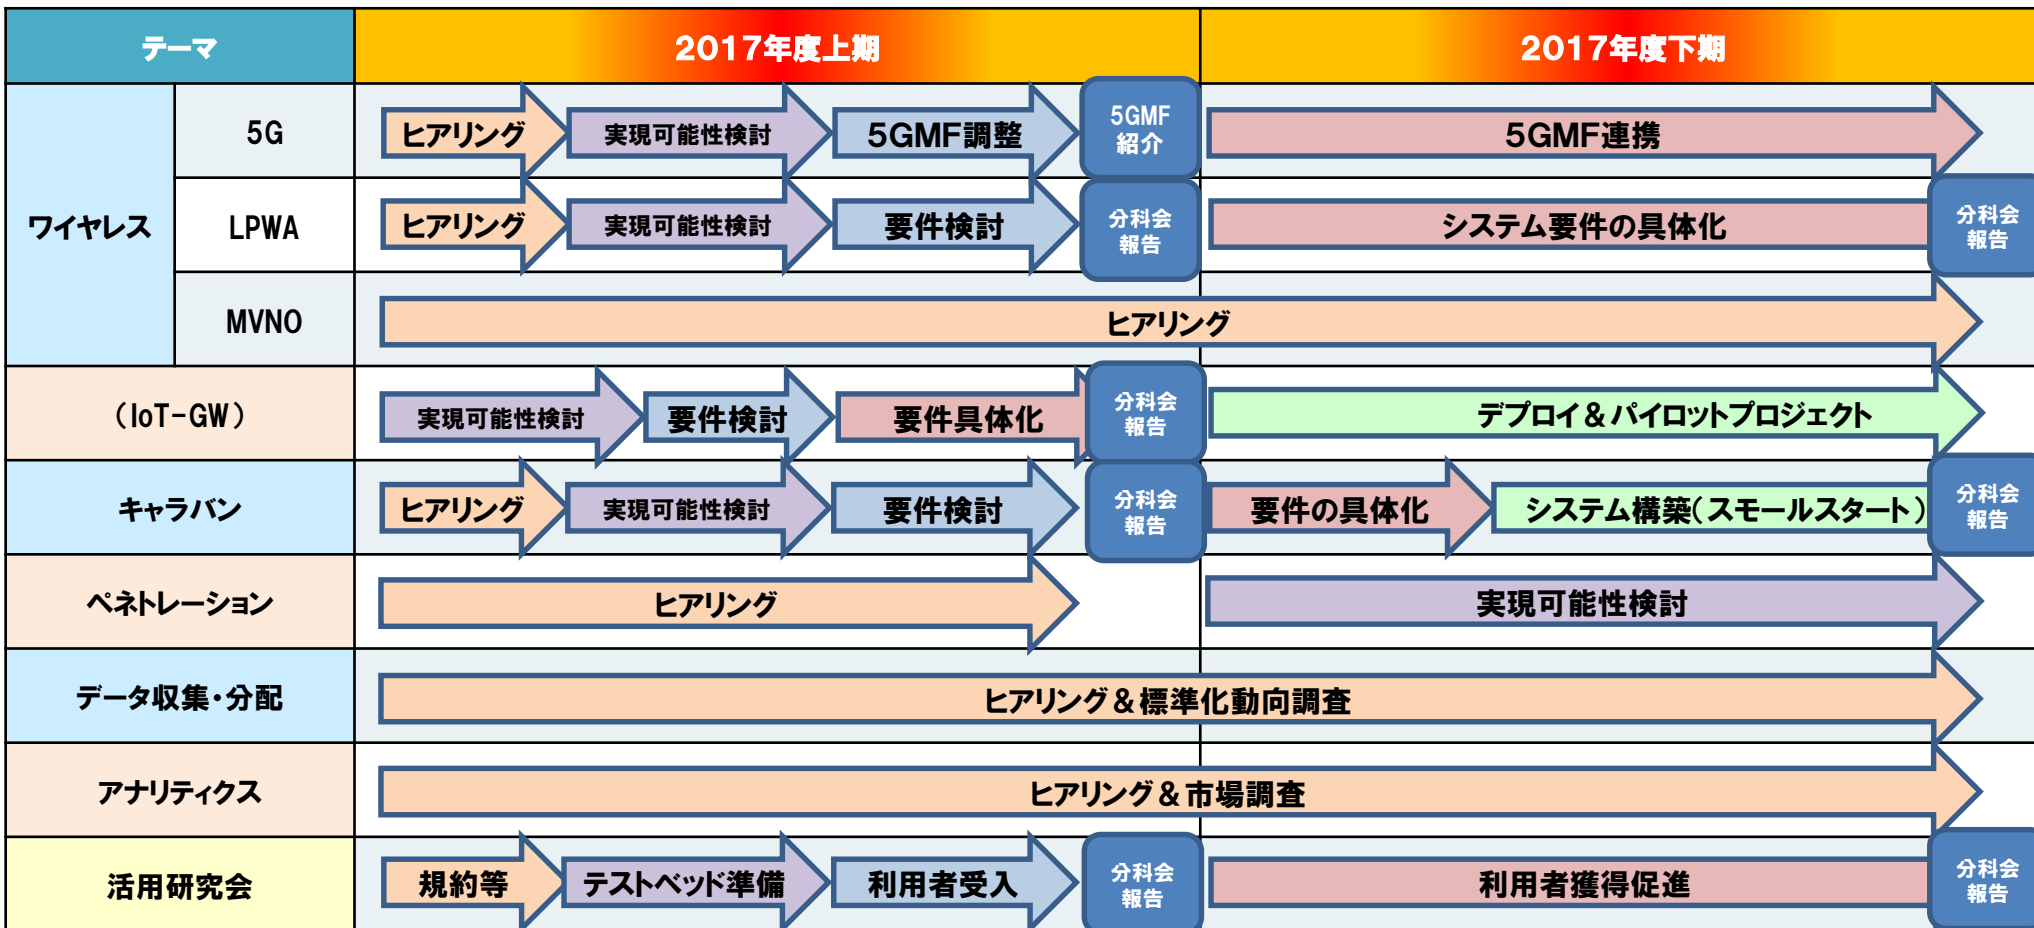 テーマ
2017年度上期
2017年度下期
ワイヤレス
5G
ヒアリング
実現可能性検討
5GMF調整
5GMF
紹介
5GMF連携
LPWA
ヒアリング
実現可能性検討
要件検討
分科会
報告
システム要件の具体化
分科会
報告
MVNO
ヒアリング
（IoT-GW）
実現可能性検討
要件検討
要件具体化
分科会
報告
デプロイ＆パイロットプロジェクト
キャラバン
ヒアリング
実現可能性検討
要件検討
分科会
報告
要件の具体化
システム構築（スモールスタート）
分科会
報告
ペネトレーション
ヒアリング
実現可能性検討
データ収集・分配
ヒアリング＆標準化動向調査
アナリティクス
ヒアリング＆市場調査
活用研究会
規約等
テストベッド準備
利用者受入
分科会
報告
利用者獲得促進
分科会
報告